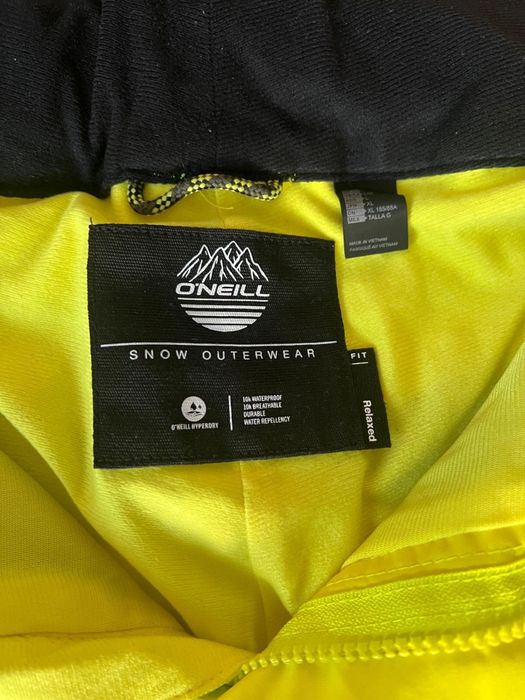 XL
XL 185/88A
TALLA G
MADE IN VIETNAM
FABRIQUÉ AU VIETNAM
O'NEILL
SNOW OUTERWEAR
FIT
Relaxed
O'NEILL HYPERDRY
10k WATERPROOF
10k BREATHABLE
DURABLE
WATER REPELLENCY